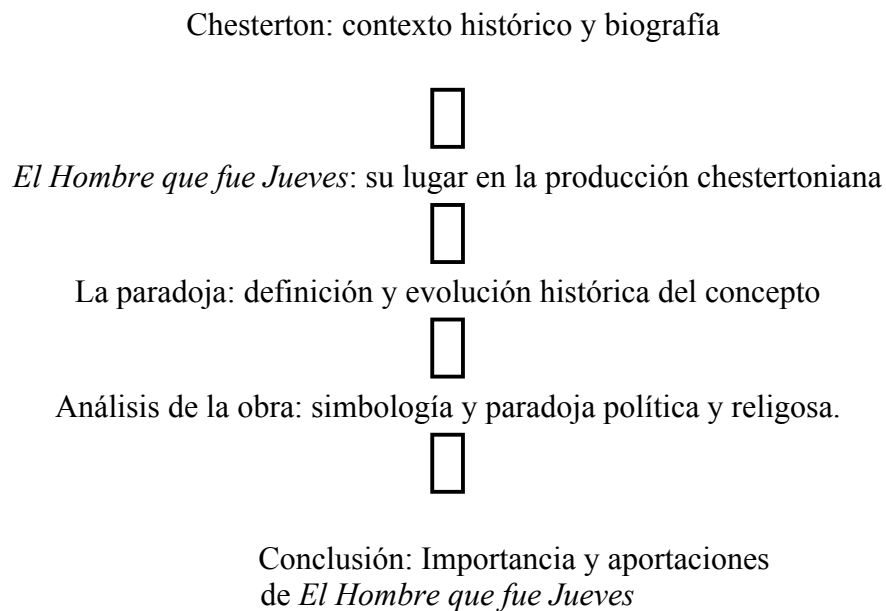 Chesterton: contexto histórico y biografía
El Hombre que fue Jueves: su lugar en la producción chestertoniana
La paradoja: definición y evolución histórica del concepto
Análisis de la obra: simbología y paradoja política y religosa.
Conclusión: Importancia y aportaciones
de El Hombre que fue Jueves